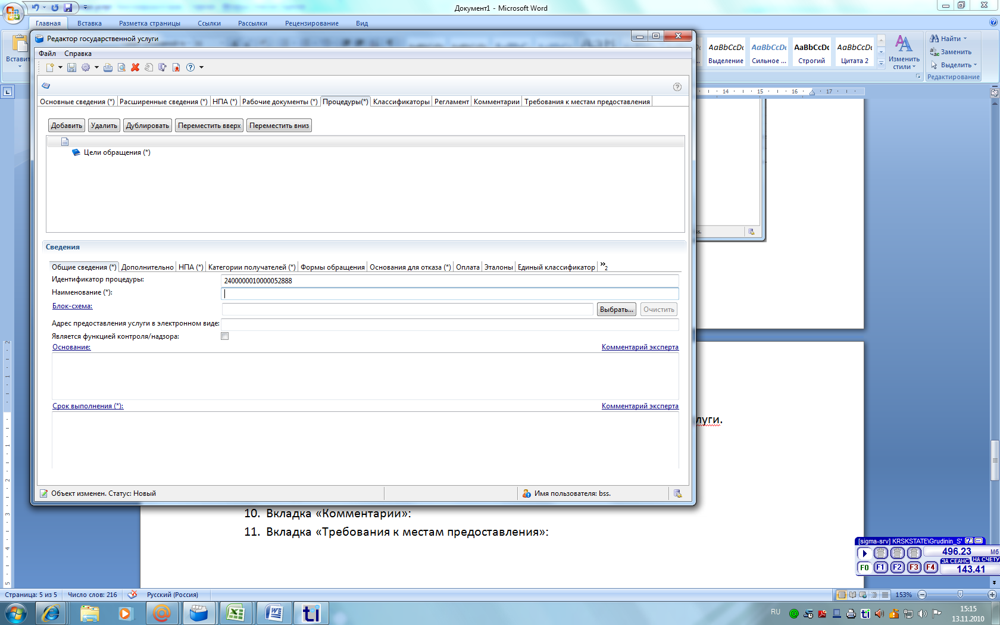 Документ1 - Microsoft Word
Главная Вставка Разметка страницы Ссылки Рассылки Рецензирование Вид
Редактор государственной услуги
Файл Справка
Вставит
AaBbCcDc AaBbCcDc AaBbCcDc AaBbCcDc
Выделение Сильное ... Строгий Цитата 2
Изменить стили
Найти
Заменить
Выделить
Редактирование
14 15 16 17
Основные сведения (*) Расширенные сведения (*) НПА (*) Рабочие документы (*) Процедуры(*) Классификаторы Регламент Комментарии Требования к местам предоставления
Добавить Удалить Дублировать Переместить вверх Переместить вниз
Цели обращения (*)
Сведения
Общие сведения (*) Дополнительно НПА (*) Категории получателей (*) Формы обращения Основания для отказа (*) Оплата Эталоны Единый классификатор »2
Идентификатор процедуры: 2400000010000052888
Наименование (*):
Блок-схема: Выбрать... Очистить
Адрес предоставления услуги в электронном виде:
Является функцией контроля/надзора:
Основание: Комментарий эксперта
Срок выполнения (*): Комментарий эксперта
луги.
Объект изменен. Статус: Новый Имя пользователя: bss.
10. Вкладка «Комментарии»:
11. Вкладка «Требования к местам предоставления»:
[sigma-srv] KRSKSTATE\Grudinin_S'
496.23 Мб
ЗА СЕАНС НА СЧЕТУ
F0 F1 F2 F3 F4 143.41
Страница: 5 из 5 Число слов: 216 Русский (Россия) 153%
RU 15:15
13.11.2010